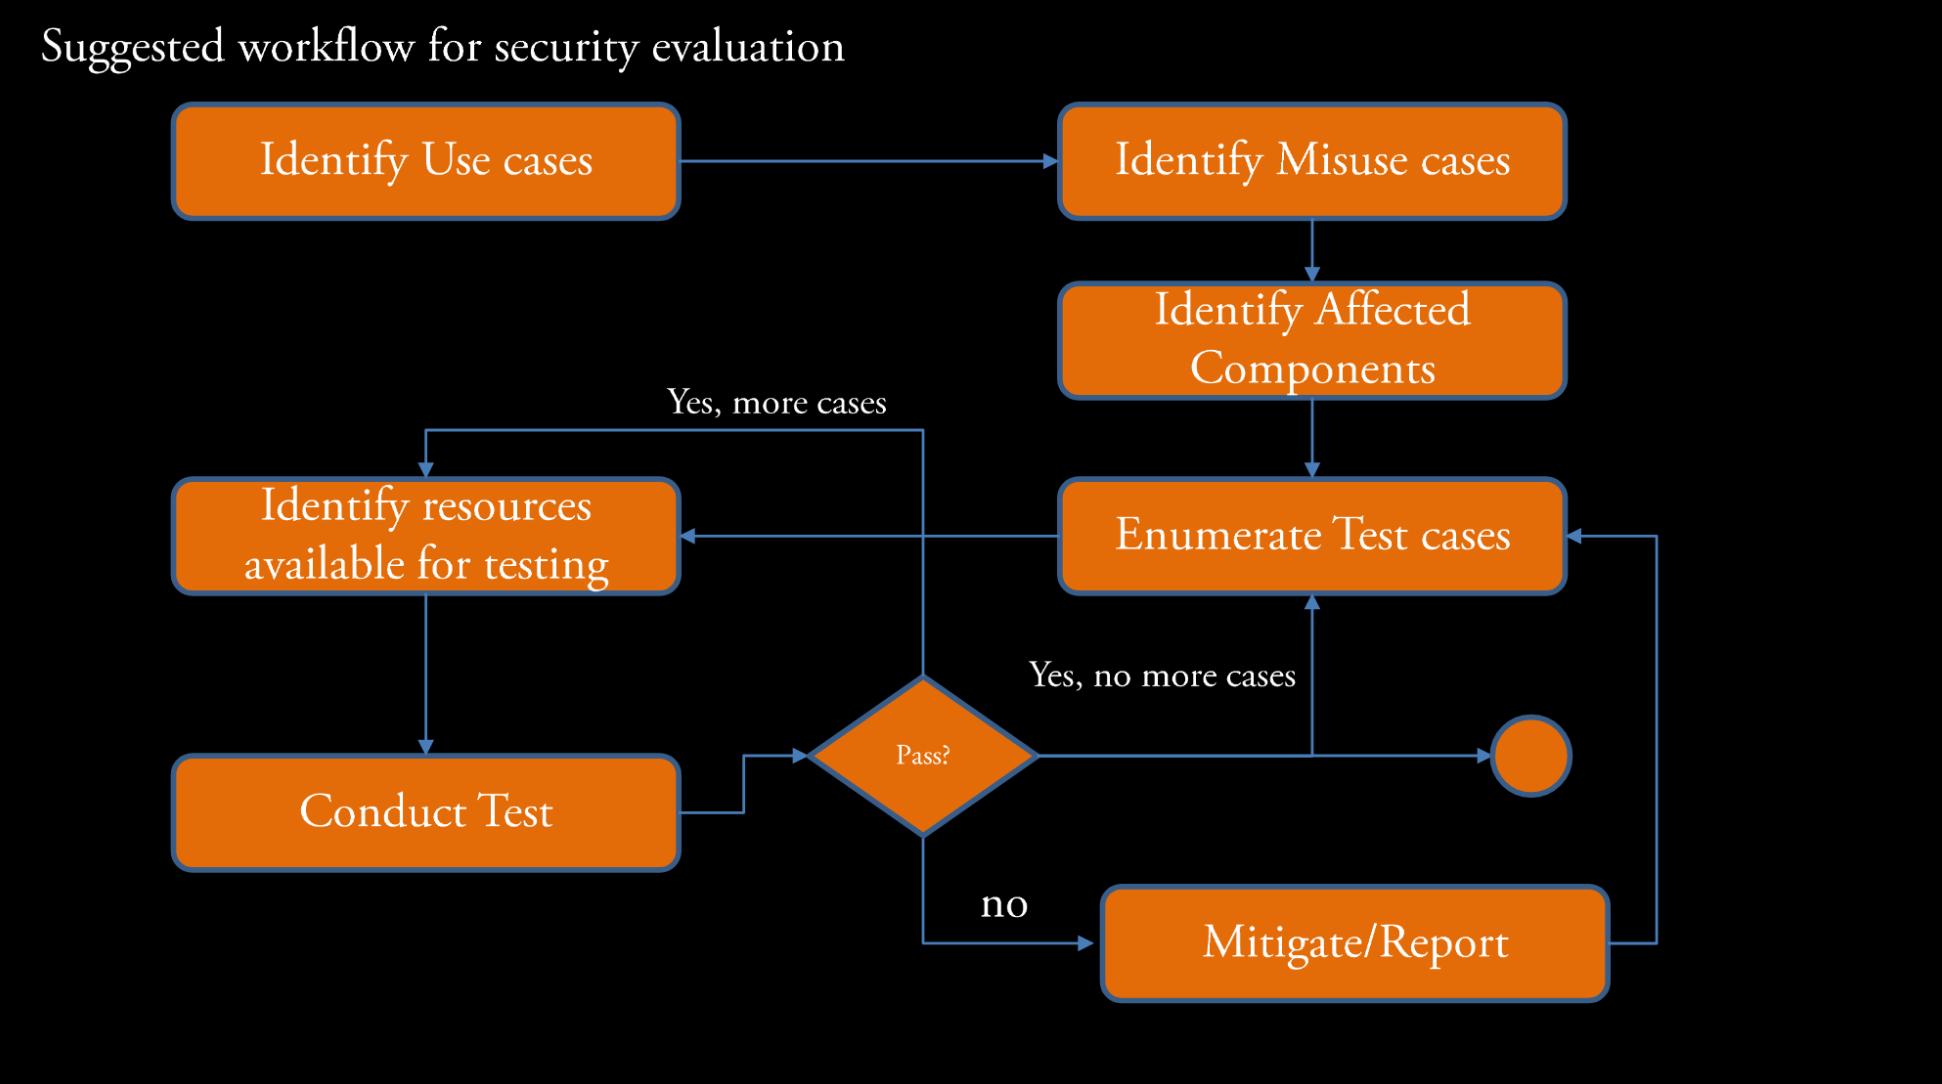 Suggested workflow for security evaluation
Identify Use cases
Identify Misuse cases
Identify Affected
Components
Yes, more cases
Identify resources
available for testing
Enumerate Test cases
Yes, no more cases
Pass?
Conduct Test
no
Mitigate/Report